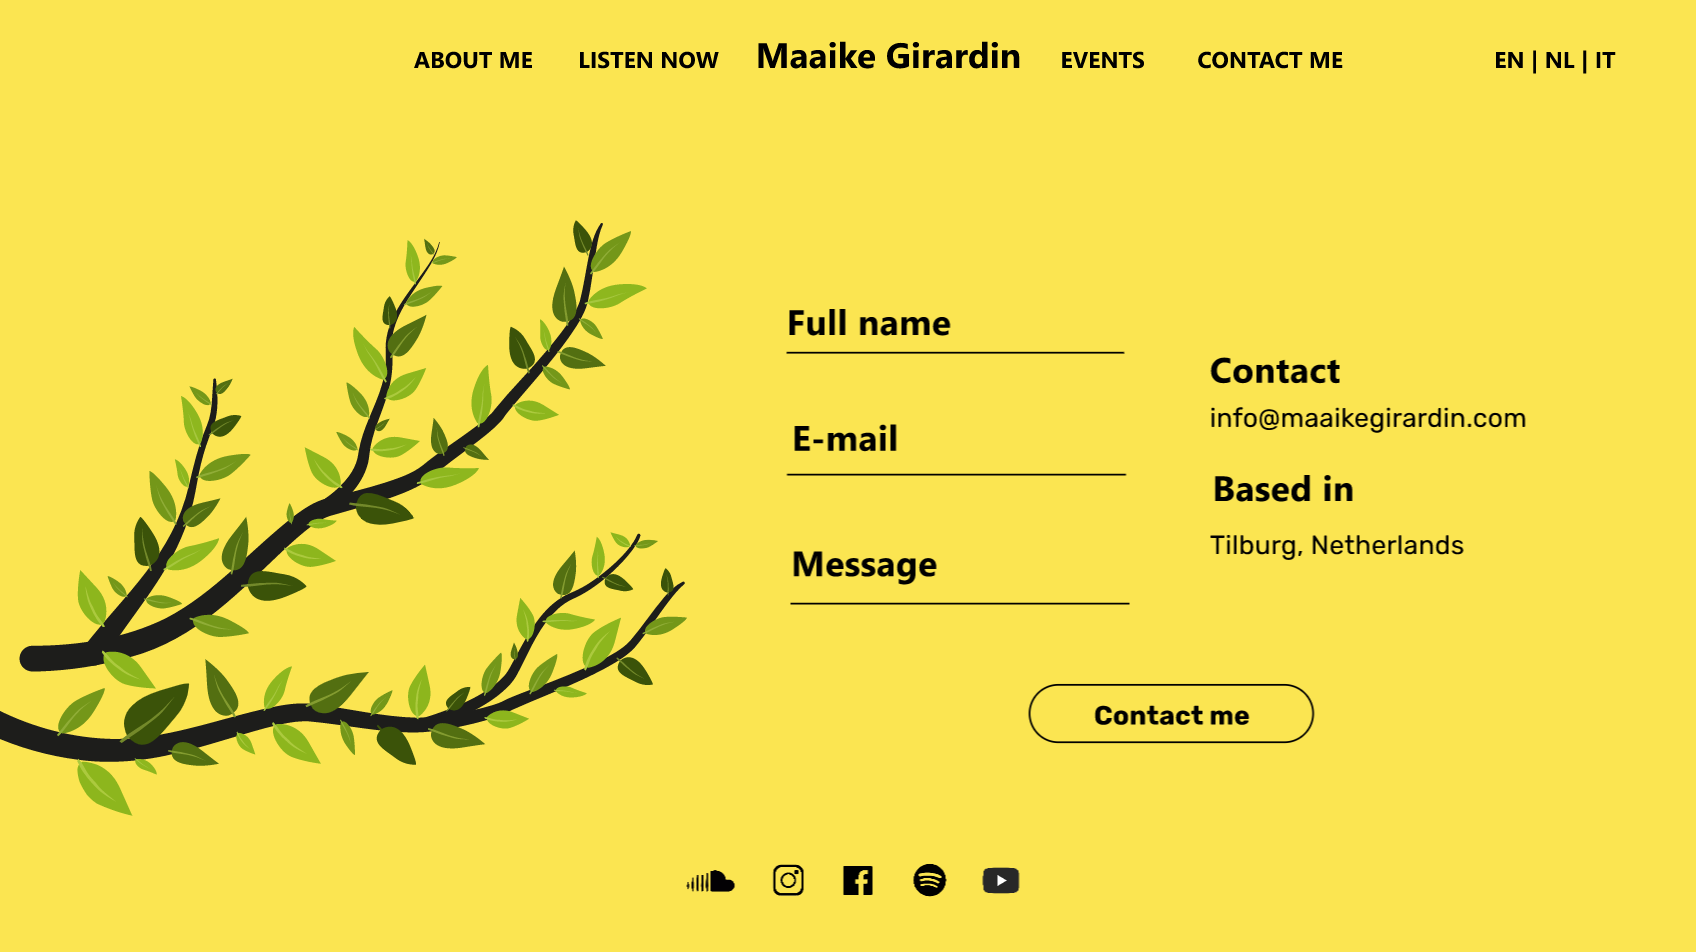 ABOUT ME LISTEN NOW Maaike Girardin EVENTS CONTACT ME EN | NL | IT
Full name
E-mail
Message
Contact
info@maaikegirardin.com
Based in
Tilburg, Netherlands
Contact me